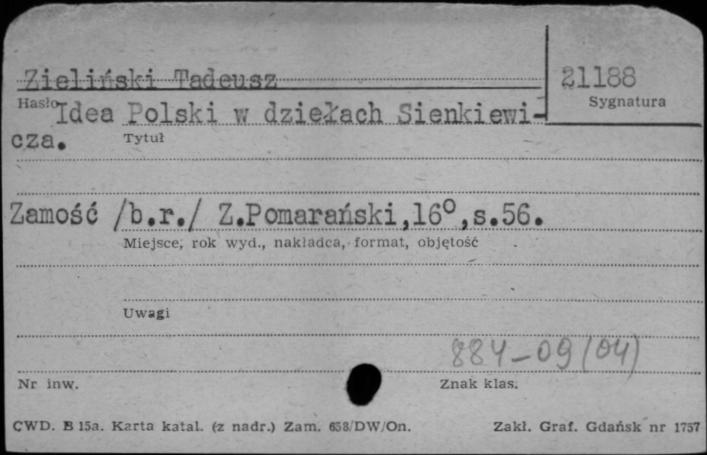 Zieliński Tadeusz
21188
Hasło
Sygnatura
Idea Polski w dziełach Sienkiewi-
cza.
Tytuł
Zamość /b.r./ Z.Pomarański,16°,s.56.
Miejsce, rok wyd., nakładca, format, objętość
Uwagi
884-09(04)
Nr inw.
Znak klas.
CWD. B 15a. Karta katal. (z nadr.) Zam. 658/DW/On.
Zakł. Graf. Gdańsk nr 1757